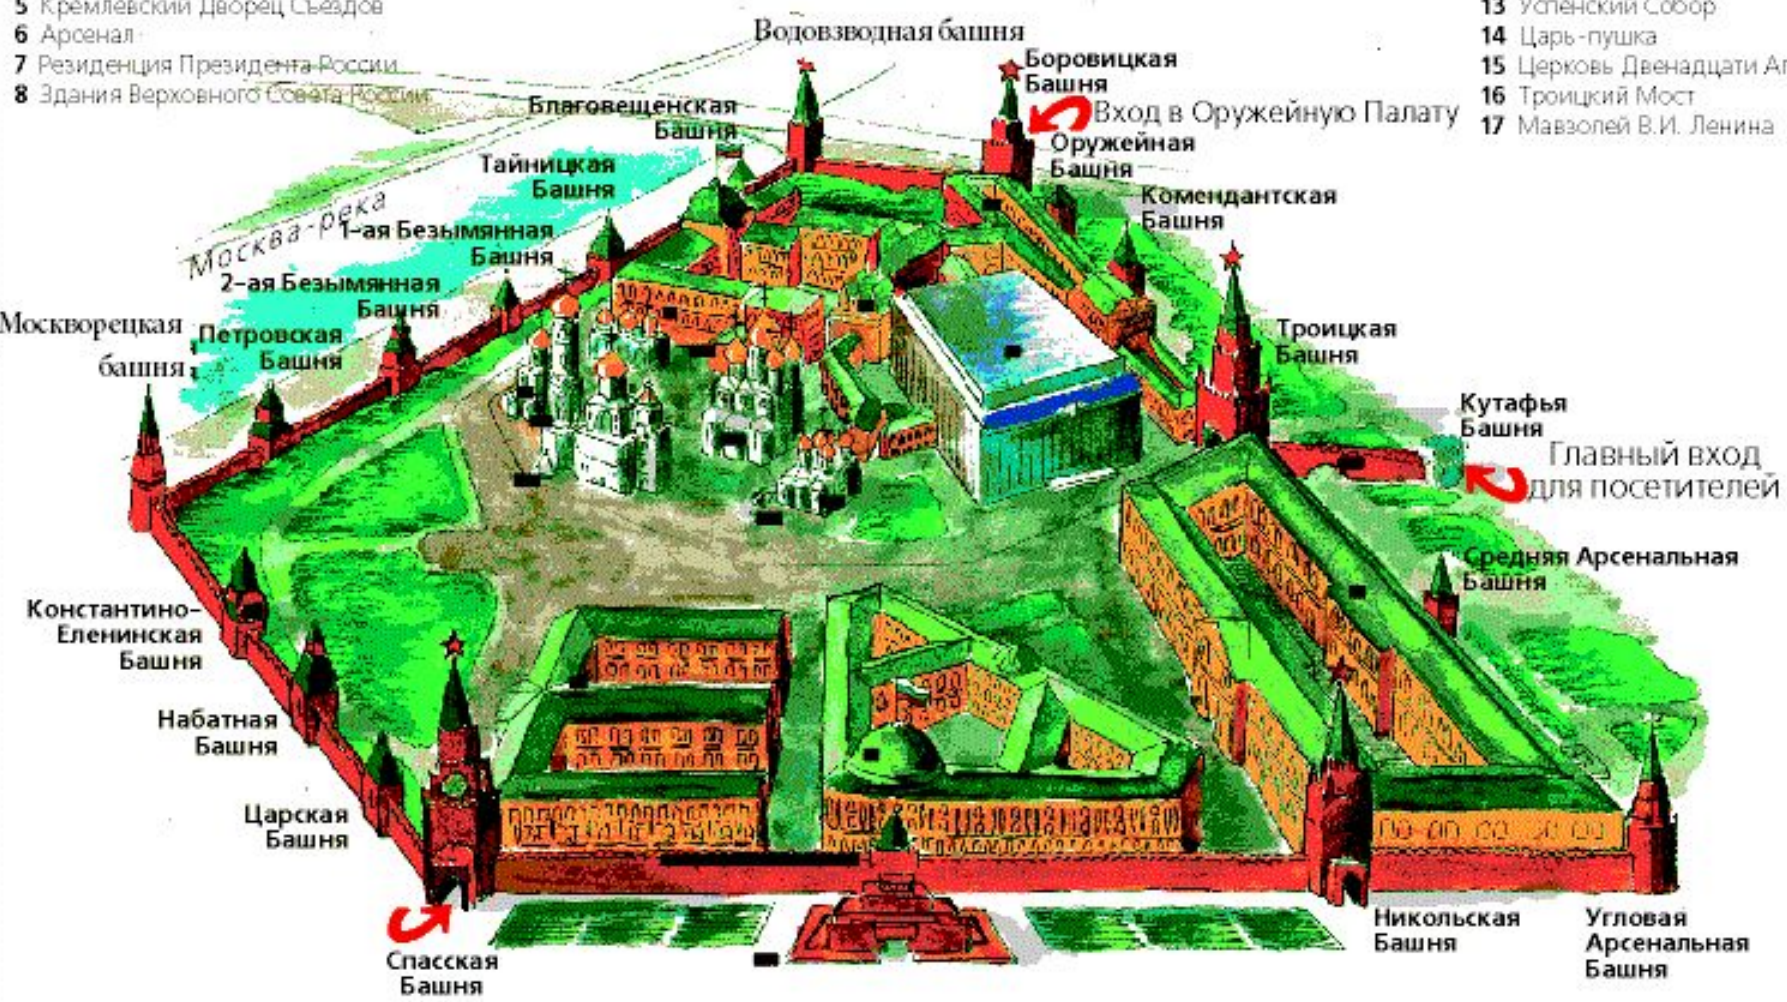 5 Кремлевский Дворец Съездов
6 Арсенал
7 Резиденция Президента России
8 Здания Верховного Совета России
13 Успенский Собор
14 Царь-пушка
15 Церковь Двенадцати
16 Троицкий Мост
17 Мавзолей В.И. Ленина
Водовзводная башня
Боровицкая
Башня
Вход в Оружейную Палату
Благовещенская
Башня
Оружейная
Башня
Тайницкая
Башня
Комендантская
Башня
Москва-река
1-ая Безымянная
Башня
2-ая Безымянная
Башня
Москворецкая
башня
Петровская
Башня
Троицкая
Башня
Кутафья
Башня
Главный вход
для посетителей
Средняя Арсенальная
Башня
Константино-
Еленинская
Башня
Набатная
Башня
Царская
Башня
Спасская
Башня
Никольская
Башня
Угловая
Арсенальная
Башня